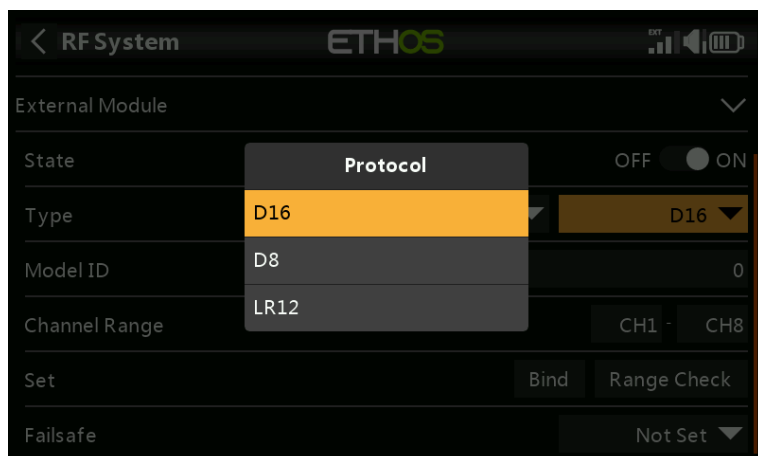 RF System ETHOS EXT
External Module
State OFF ON
Protocol
Type D16
D16
Model ID 0
D8
LR12
Channel Range CH1 - CH8
Set Bind Range Check
Failsafe Not Set